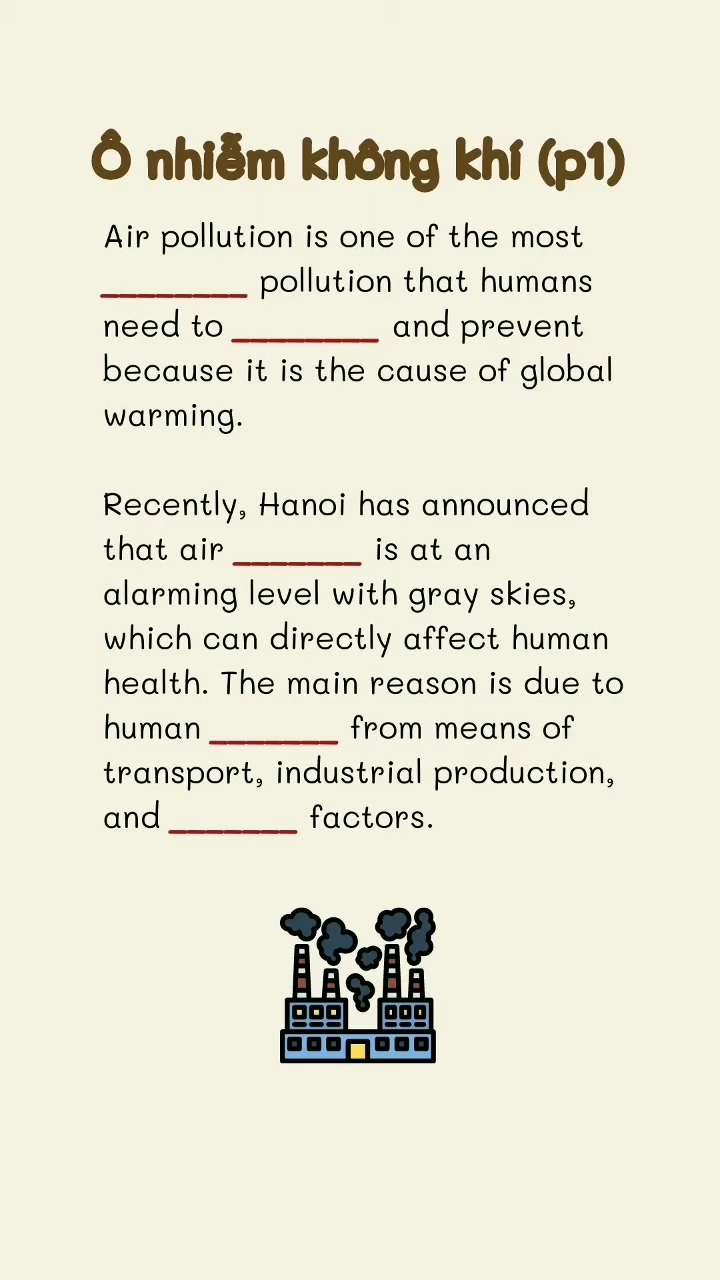 Ô nhiễm không khí (p1)
Air pollution is one of the most
________ pollution that humans
need to ________ and prevent
because it is the cause of global
warming.
Recently, Hanoi has announced
that air _______ is at an
alarming level with gray skies,
which can directly affect human
health. The main reason is due to
human _______ from means of
transport, industrial production,
and _______ factors.